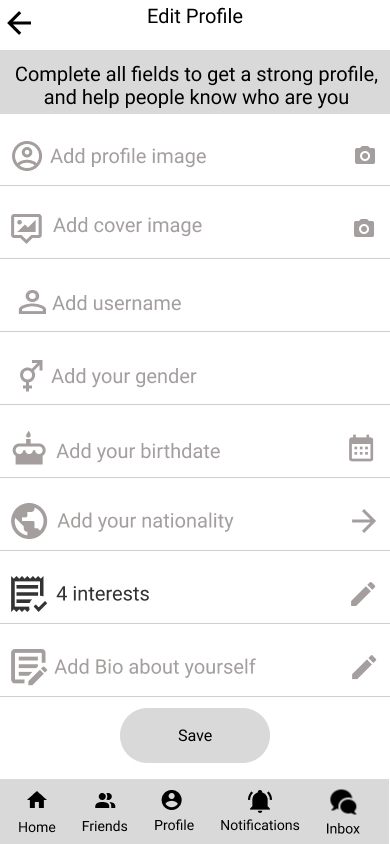 Edit Profile
Complete all fields to get a strong profile,
and help people know who are you
Add profile image
Add cover image
Add username
Add your gender
Add your birthdate
Add your nationality
4 interests
Add Bio about yourself
Save
Home
Friends
Profile
Notifications
Inbox